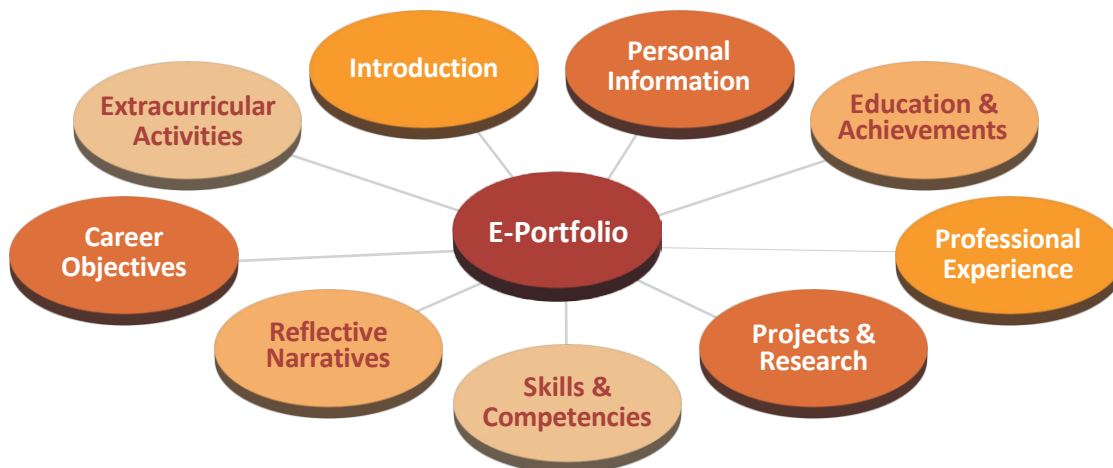 Introduction
Personal
Information
Extracurricular
Activities
Education &
Achievements
E-Portfolio
Career
Objectives
Professional
Experience
Reflective
Narratives
Projects &
Research
Skills &
Competencies